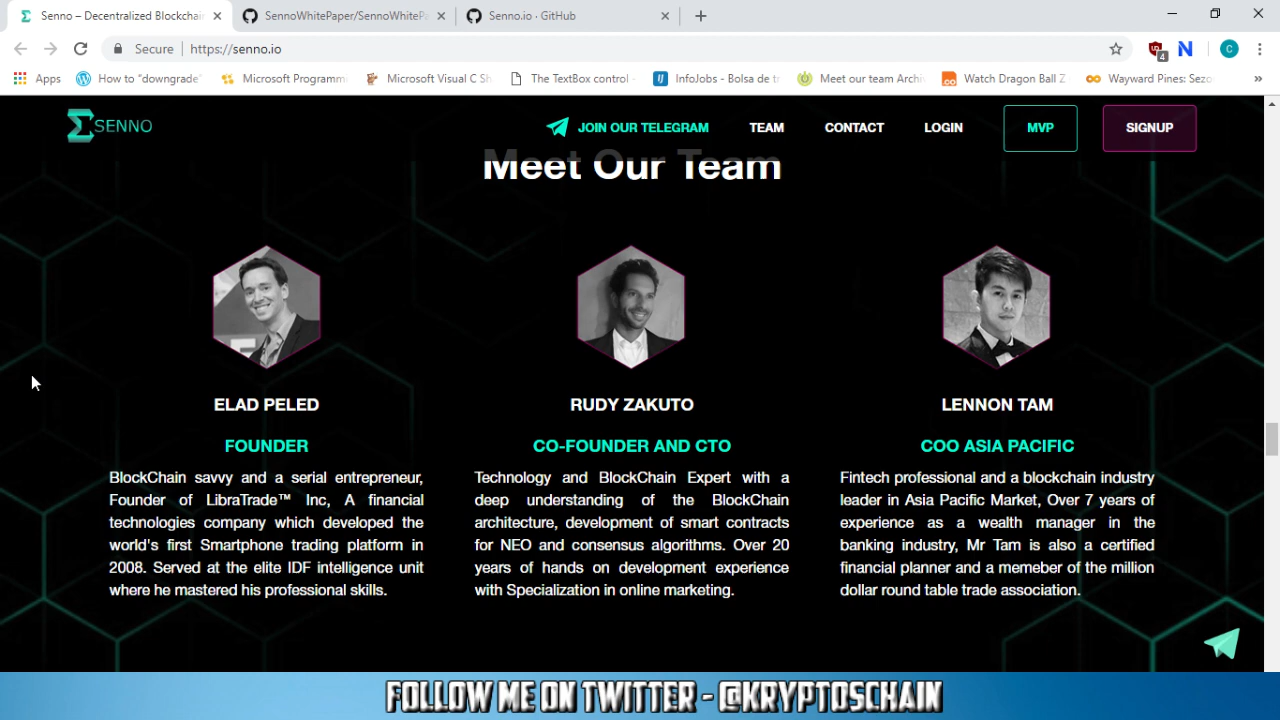 Senno – Decentralized Blockchain
SennoWhitePaper/SennoWhitePa
Senno.io · GitHub
Secure
https://senno.io
4
N
C
Apps
How to "downgrade"
Microsoft Programmi
Microsoft Visual C Sh
The TextBox control -
InfoJobs - Bolsa de tr
Meet our team Archiv
Watch Dragon Ball Z
Wayward Pines: Sezo
»
SENNO
JOIN OUR TELEGRAM
TEAM
CONTACT
LOGIN
MVP
SIGNUP
Meet Our Team
ELAD PELED
FOUNDER
BlockChain savvy and a serial entrepreneur,
Founder of LibraTrade™ Inc, A financial
technologies company which developed the
world's first Smartphone trading platform in
2008. Served at the elite IDF intelligence unit
where he mastered his professional skills.
RUDY ZAKUTO
CO-FOUNDER AND CTO
Technology and BlockChain Expert with a
deep understanding of the BlockChain
architecture, development of smart contracts
for NEO and consensus algorithms. Over 20
years of hands on development experience
with Specialization in online marketing.
LENNON TAM
COO ASIA PACIFIC
Fintech professional and a blockchain industry
leader in Asia Pacific Market, Over 7 years of
experience as a wealth manager in the
banking industry, Mr Tam is also a certified
financial planner and a memeber of the million
dollar round table trade association.
FOLLOW ME ON TWITTER - @KRYPTOSCHAIN